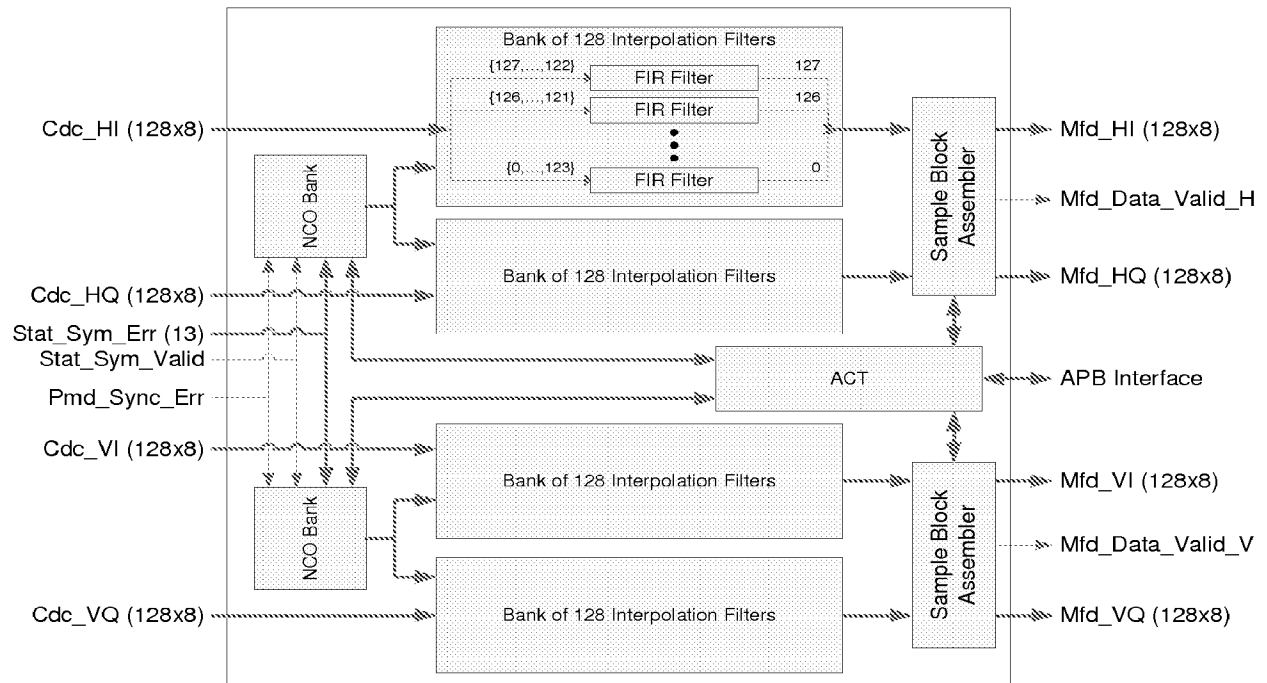 Bank of 128 Interpolation Filters
{127,...,122}
FIR Filter
127
{126,...,121}
FIR Filter
126
{0,...,123}
FIR Filter
0
Cdc_HI (128x8)
NCO Bank
Sample Block
Assembler
Mfd_HI (128x8)
Mfd_Data_Valid_H
Mfd_HQ (128x8)
Bank of 128 Interpolation Filters
Cdc_HQ (128x8)
Stat_Sym_Err (13)
Stat_Sym_Valid
Pmd_Sync_Err
ACT
APB Interface
Cdc_VI (128x8)
Bank of 128 Interpolation Filters
NCO Bank
Sample Block
Assembler
Mfd_VI (128x8)
Mfd_Data_Valid_V
Mfd_VQ (128x8)
Cdc_VQ (128x8)
Bank of 128 Interpolation Filters